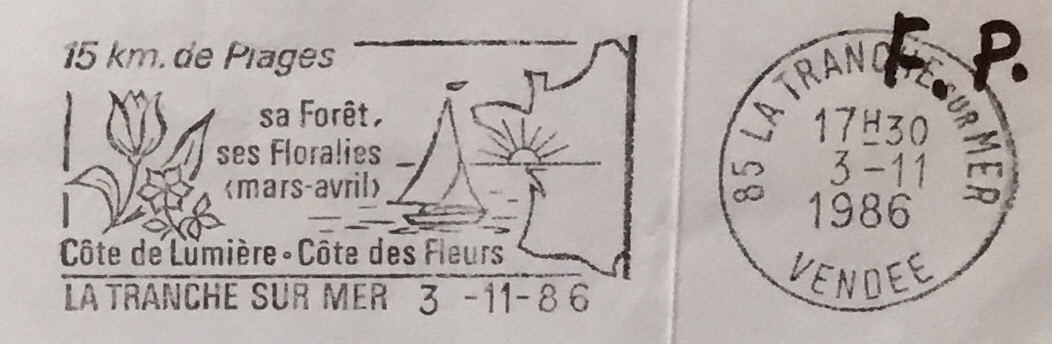 15 km. de Plages
sa Forêt,
ses Floralies
(mars-avril)
Côte de Lumière • Côte des Fleurs
LA TRANCHE SUR MER 3 -11-86
F. P.
85 LA TRANCHE SUR MER
17H30
3 -11
1986
VENDEE